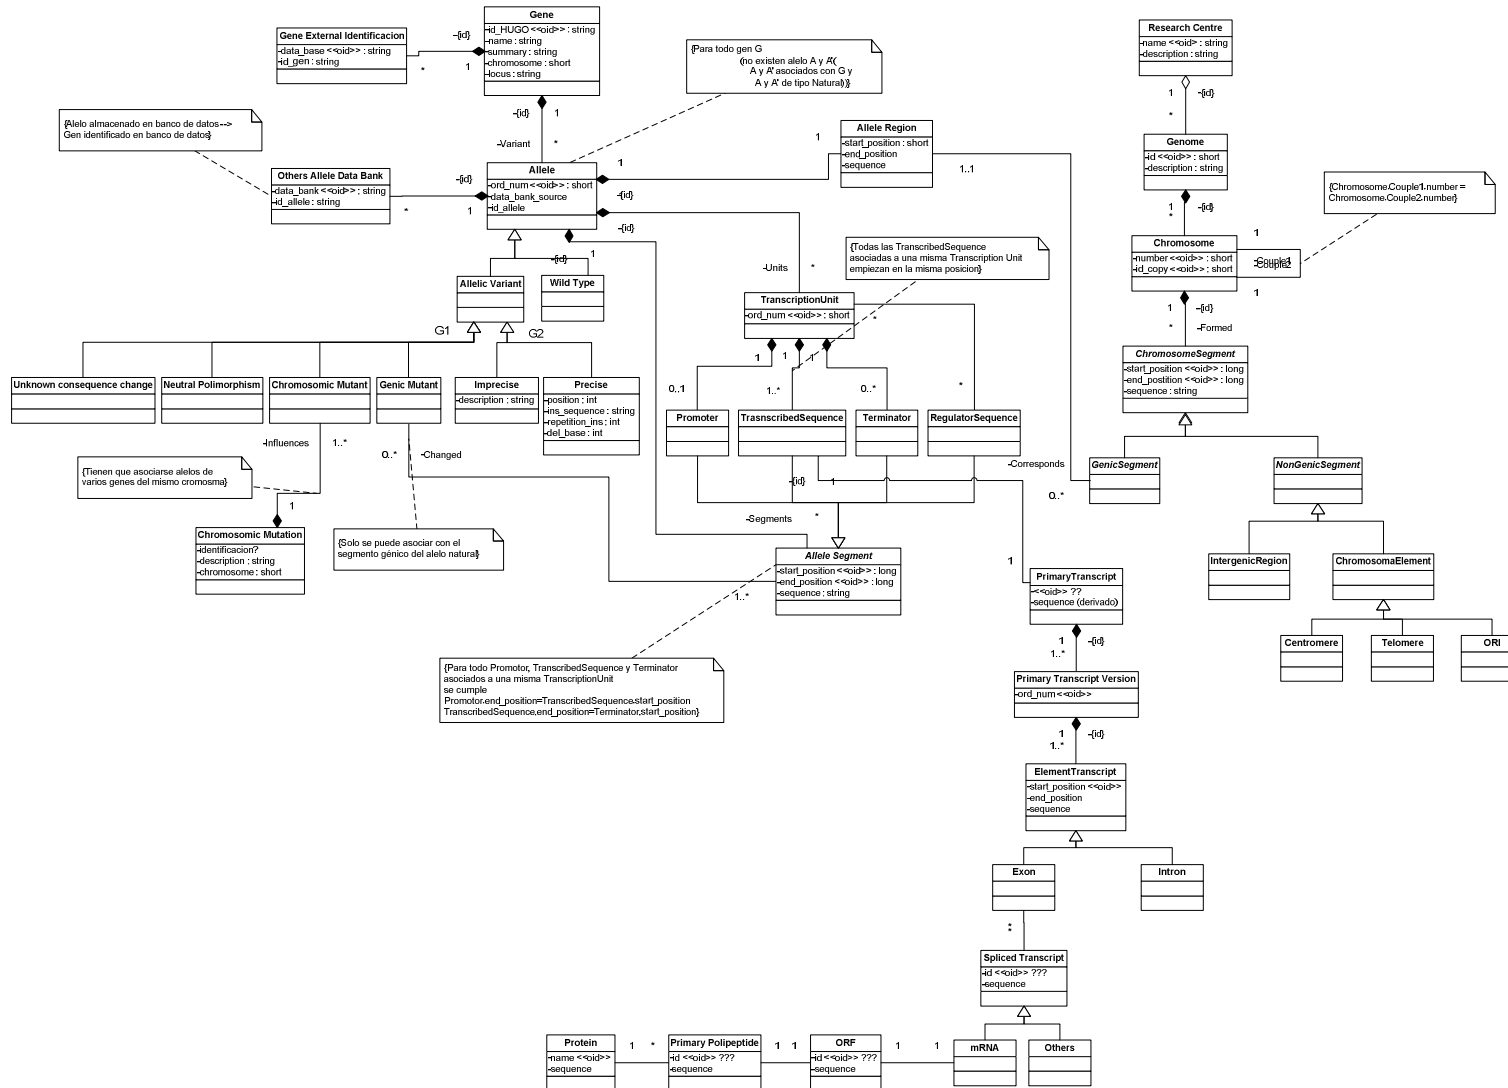 Gene
-id_HUGO <<oid>> : string
-name : string
-summary : string
-chromosome : short
-locus : string
Gene External Identificacion
-data_base <<oid>> : string
-id_gen : string
-{id}
1
*
-{id}
1
-Variant
*
{Para todo gen G
(no existen alelo A y A'(
A y A' asociados con G y
A y A' de tipo Natural))}
{Alelo almacenado en banco de datos-->
Gen identificado en banco de datos}
Others Allele Data Bank
-data_bank <<oid>> : string
-id_allele : string
-{id}
1
*
Allele
-ord_num <<oid>> : short
-data_bank_source
-id_allele
1
-{id}
-{id}
-{id}
1
1
Allele Region
-start_position : short
-end_position
-sequence
1..1
Research Centre
-name <<oid> : string
-description : string
1
-{id}
*
Genome
-id <<oid>> : short
-description : string
1
-{id}
*
{Chromosome.Couple1.number =
Chromosome.Couple2.number}
Chromosome
-number <<oid>> : short
-id_copy <<oid>> : short
1
-Couple1
-Couple2
1
1
-{id}
*
-Formed
ChromosomeSegment
-start_position <<oid>> : long
-end_postition <<oid>> : long
-sequence : string
{Todas las TranscribedSequence
asociadas a una misma Transcription Unit
empiezan en la misma posicion}
-Units
*
Allelic Variant
Wild Type
G1
G2
TranscriptionUnit
-ord_num <<oid>> : short
*
1
1
1
0..1
1..*
0..*
*
Unknown consequence change
Neutral Polimorphism
Chromosomic Mutant
Genic Mutant
Imprecise
-description : string
Precise
-position : int
-ins_sequence : string
-repetition_ins : int
-del_base : int
Promoter
TrasnscribedSequence
Terminator
RegulatorSequence
-Influences
1..*
0..*
-Changed
{Tienen que asociarse alelos de
varios genes del mismo cromosma}
1
-Corresponds
0..*
GenicSegment
NonGenicSegment
-{id}
1
-Segments
*
Chromosomic Mutation
-identificacion?
-description : string
-chromosome : short
{Solo se puede asociar con el
segmento génico del alelo natural}
Allele Segment
-start_position <<oid>> : long
-end_position <<oid>> : long
-sequence : string
1..*
1
PrimaryTranscript
-<<oid>> ??
-sequence (derivado)
IntergenicRegion
ChromosomaElement
Centromere
Telomere
ORI
1
-{id}
1..*
{Para todo Promotor, TranscribedSequence y Terminator
asociados a una misma TranscriptionUnit
se cumple
Promotor.end_position=TranscribedSequence.start_position
TranscribedSequence.end_position=Terminator.start_position}
Primary Transcript Version
-ord_num <<oid>>
1
-{id}
1..*
ElementTranscript
-start_position <<oid>>
-end_position
-sequence
Exon
Intron
*
*
Spliced Transcript
-id <<oid>> ???
-sequence
Protein
-name <<oid>>
-sequence
1
*
Primary Polipeptide
-id <<oid>> ???
-sequence
1
1
ORF
-id <<oid>> ???
-sequence
1
1
mRNA
Others